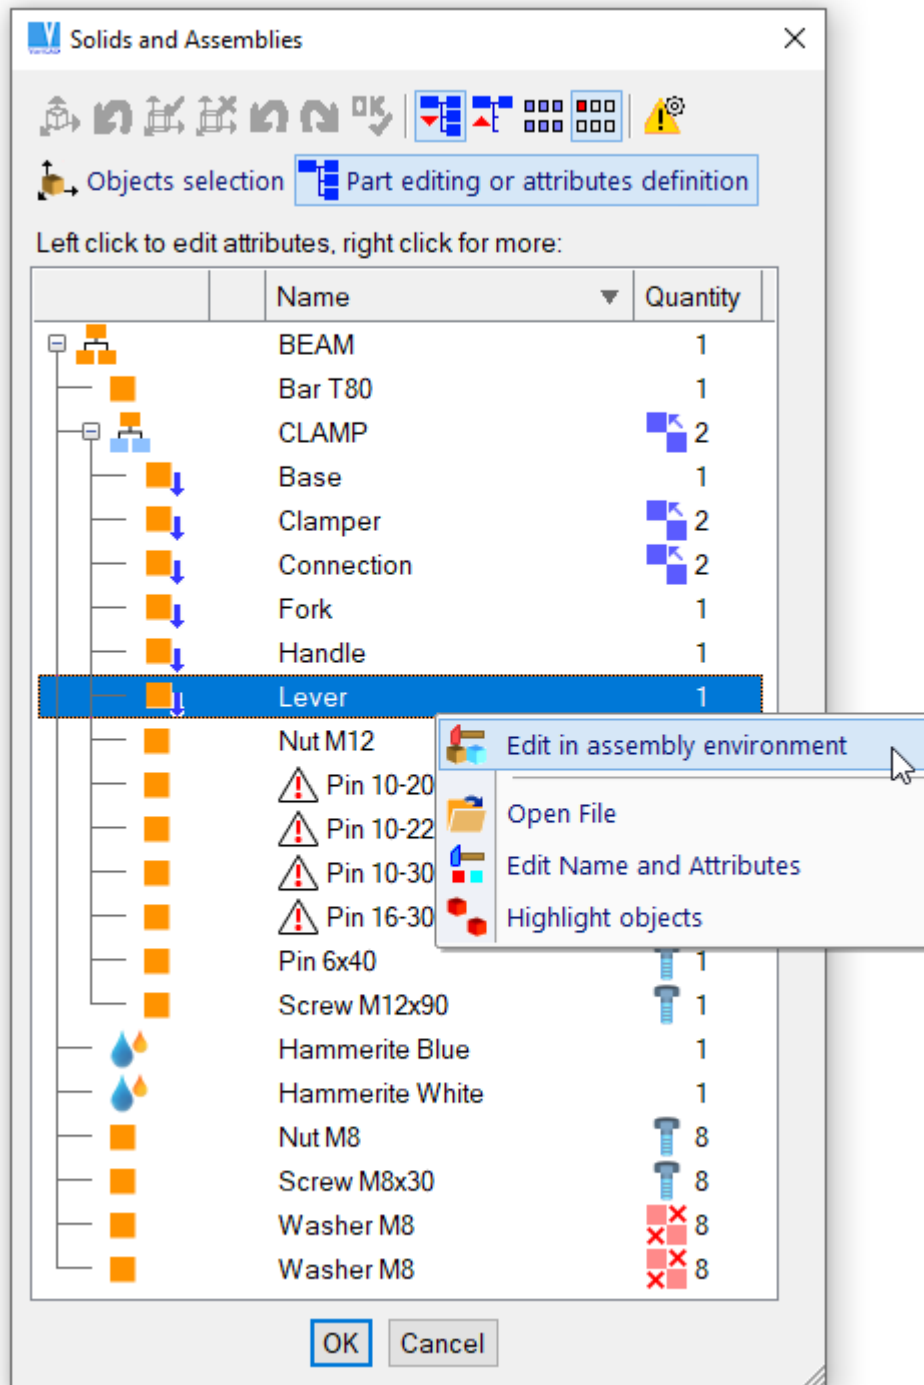 Solids and Assemblies
OK
Objects selection Part editing or attributes definition
Left click to edit attributes, right click for more:
Name Quantity
BEAM 1
Bar T80 1
CLAMP 2
Base 1
Clamper 2
Connection 2
Fork 1
Handle 1
Lever 1
Nut M12
Edit in assembly environment
Pin 10-20
Open File
Pin 10-22
Edit Name and Attributes
Pin 10-30
Highlight objects
Pin 16-30
Pin 6x40 1
Screw M12x90 1
Hammerite Blue 1
Hammerite White 1
Nut M8 8
Screw M8x30 8
Washer M8 8
Washer M8 8
OK Cancel